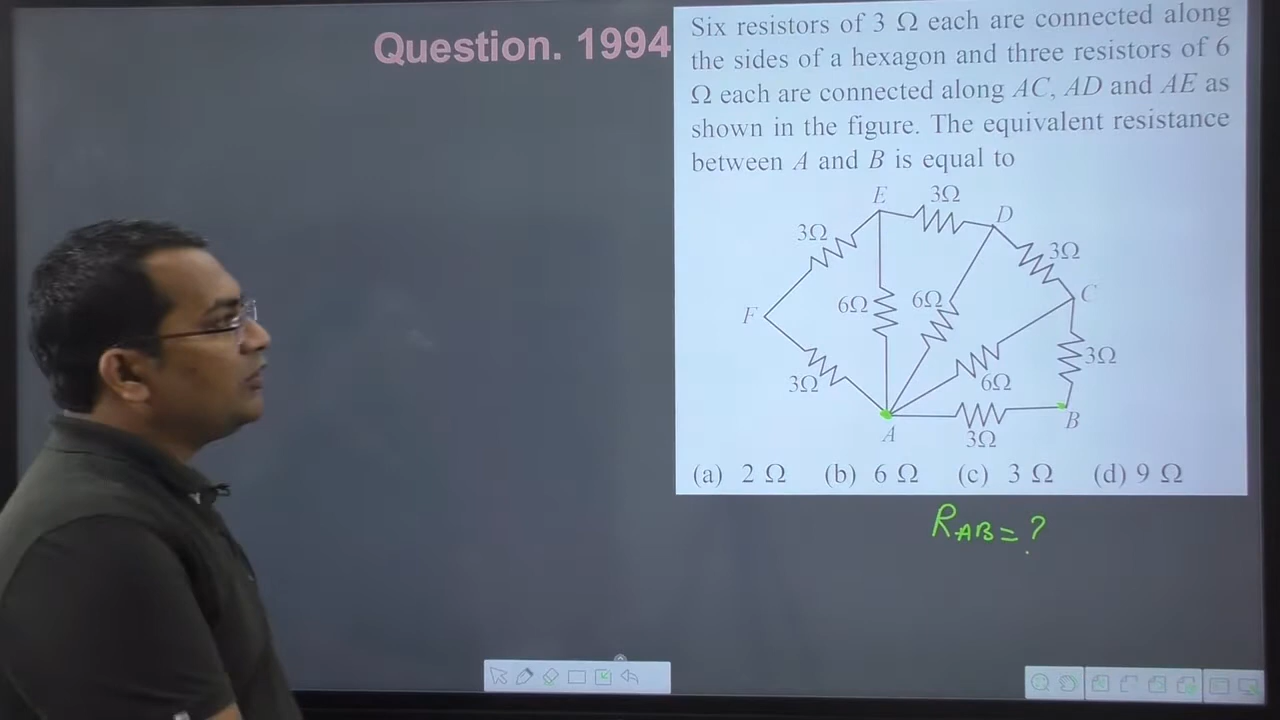 Question. 1994
Six resistors of 3 Ω each are connected along
the sides of a hexagon and three resistors of 6
Ω each are connected along AC, AD and AE as
shown in the figure. The equivalent resistance
between A and B is equal to
E 3Ω D
3Ω 3Ω
C
F 6Ω 6Ω
3Ω
3Ω 6Ω
A 3Ω B
(a) 2 Ω (b) 6 Ω (c) 3 Ω (d) 9 Ω
RAB = ?